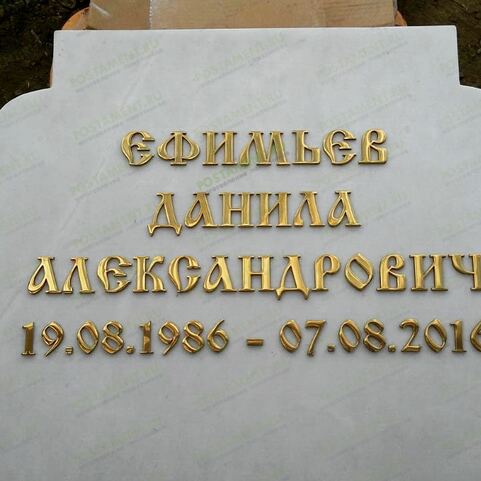 ЕФИМЬЕВ
ДАНИЛА
АЛЕКСАНДРОВИЧ
19.08.1986 - 07.08.2016